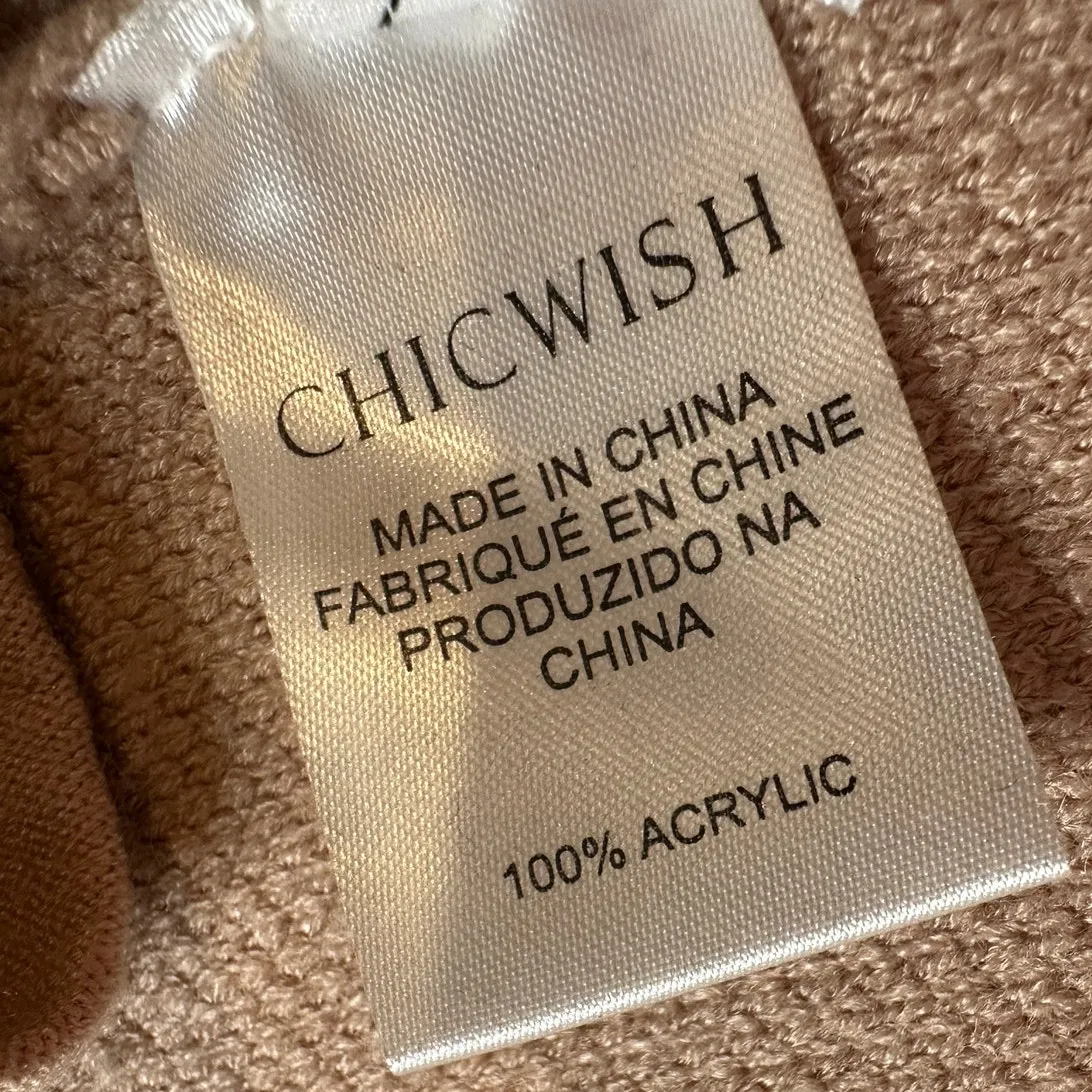 CHICWISH
MADE IN CHINA
FABRIQUÉ EN CHINE
PRODUZIDO NA
CHINA
100% ACRYLIC